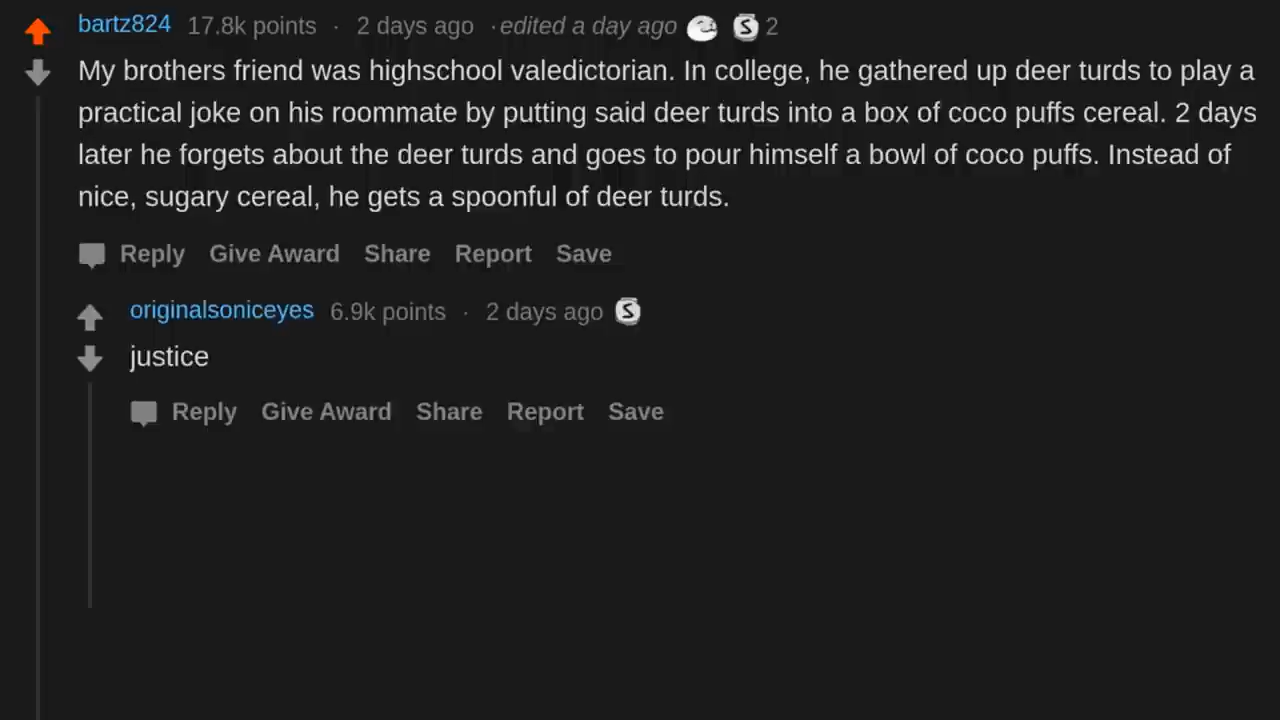 bartz824 17.8k points · 2 days ago · edited a day ago S 2
My brothers friend was highschool valedictorian. In college, he gathered up deer turds to play a
practical joke on his roommate by putting said deer turds into a box of coco puffs cereal. 2 days
later he forgets about the deer turds and goes to pour himself a bowl of coco puffs. Instead of
nice, sugary cereal, he gets a spoonful of deer turds.
Reply Give Award Share Report Save
originalsoniceyes 6.9k points · 2 days ago S
justice
Reply Give Award Share Report Save